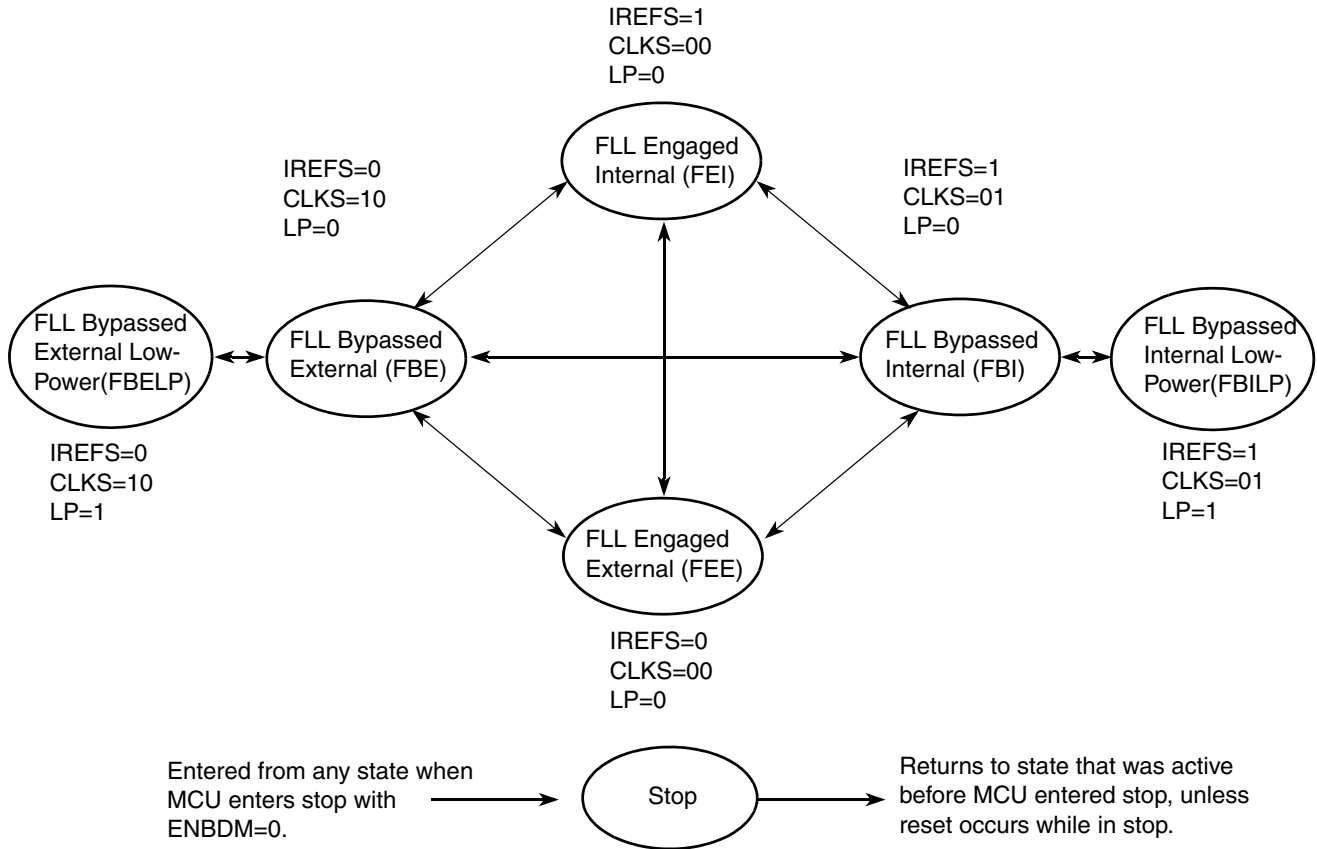 IREFS=1
CLKS=00
LP=0
FLL Engaged
Internal (FEI)
IREFS=0
CLKS=10
LP=0
IREFS=1
CLKS=01
LP=0
FLL Bypassed
External Low-
Power(FBELP)
FLL Bypassed
External (FBE)
FLL Bypassed
Internal (FBI)
FLL Bypassed
Internal Low-
Power(FBILP)
IREFS=0
CLKS=10
LP=1
IREFS=1
CLKS=01
LP=1
FLL Engaged
External (FEE)
IREFS=0
CLKS=00
LP=0
Entered from any state when
MCU enters stop with
ENBDM=0.
Stop
Returns to state that was active
before MCU entered stop, unless
reset occurs while in stop.